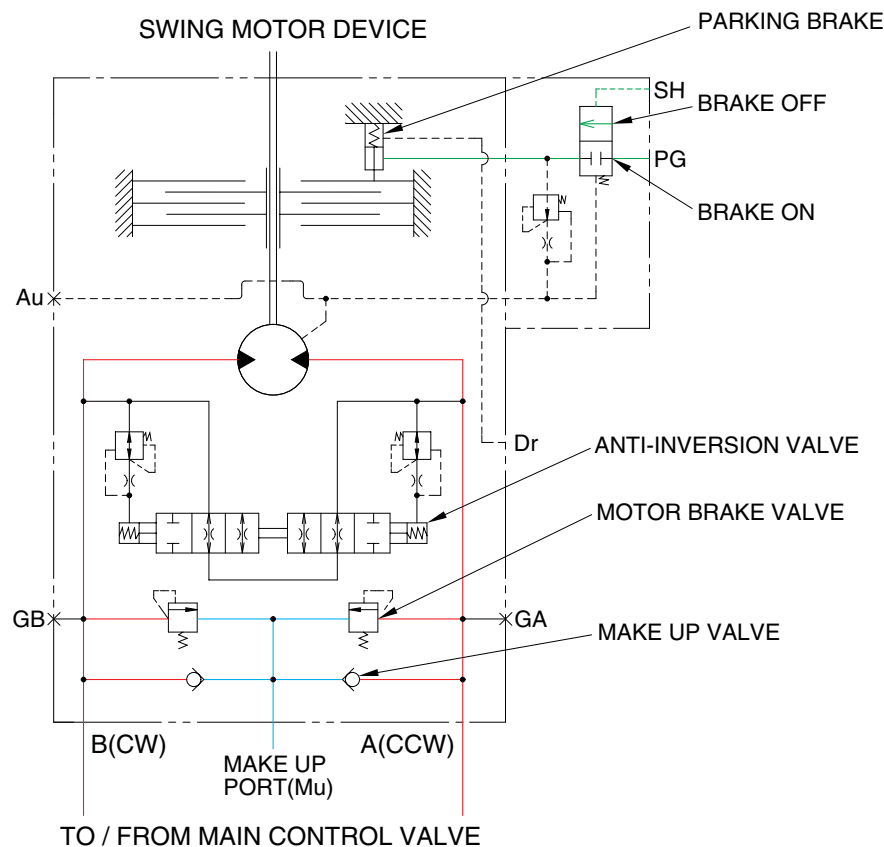 PARKING BRAKE
SWING MOTOR DEVICE
SH
BRAKE OFF
PG
BRAKE ON
Au
Dr
ANTI-INVERSION VALVE
MOTOR BRAKE VALVE
GB
GA
MAKE UP VALVE
B(CW)
A(CCW)
MAKE UP
PORT(Mu)
TO / FROM MAIN CONTROL VALVE